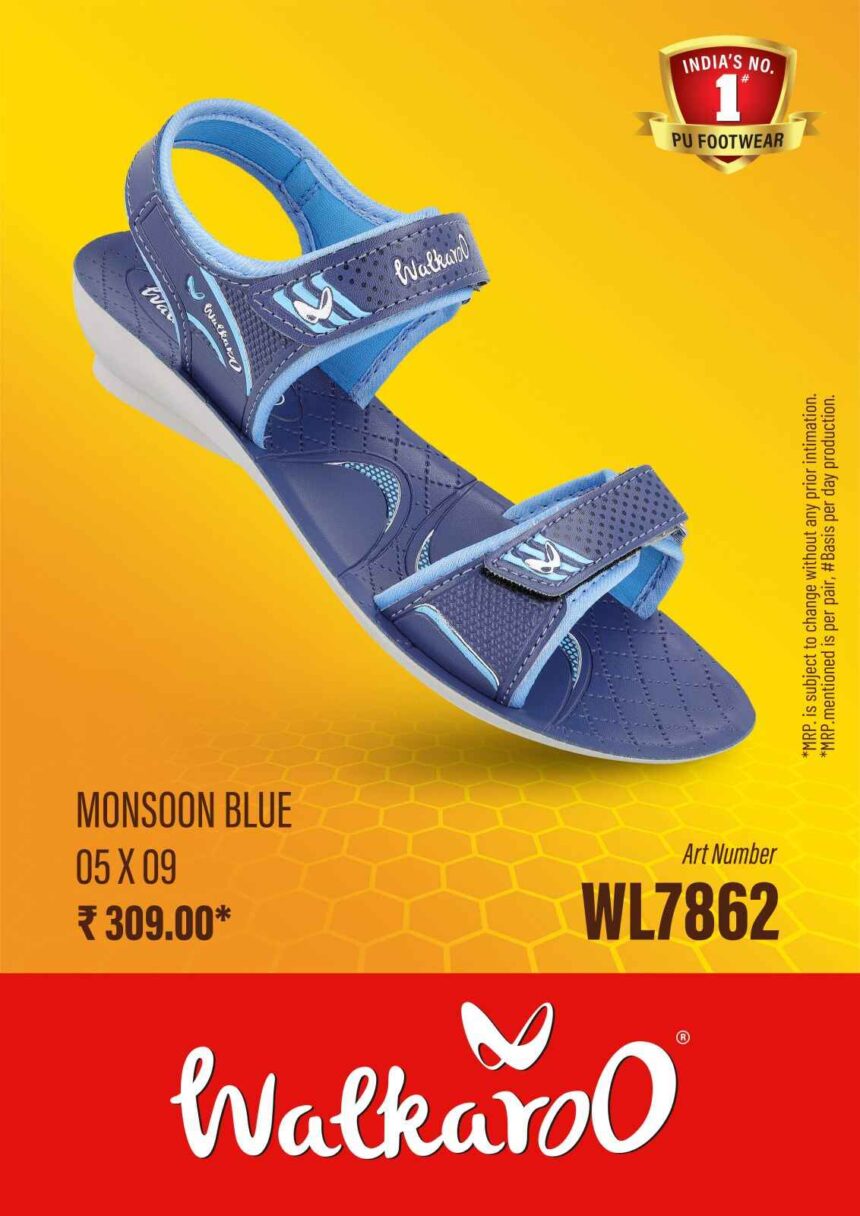 INDIA'S NO.
1#
PU FOOTWEAR
Walkaroo
Walkaroo
Wal
*MRP. is subject to change without any prior intimation.
*MRP.mentioned is per pair, #Basis per day production.
MONSOON BLUE
05 X 09
₹ 309.00*
Art Number
WL7862
Walkaroo®